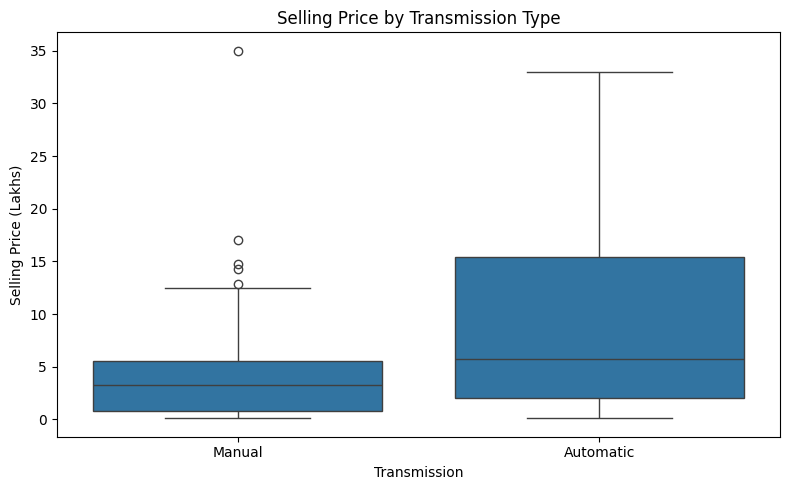 Selling Price by Transmission Type
Selling Price (Lakhs)
35
30
25
20
15
10
5
0
Manual
Automatic
Transmission